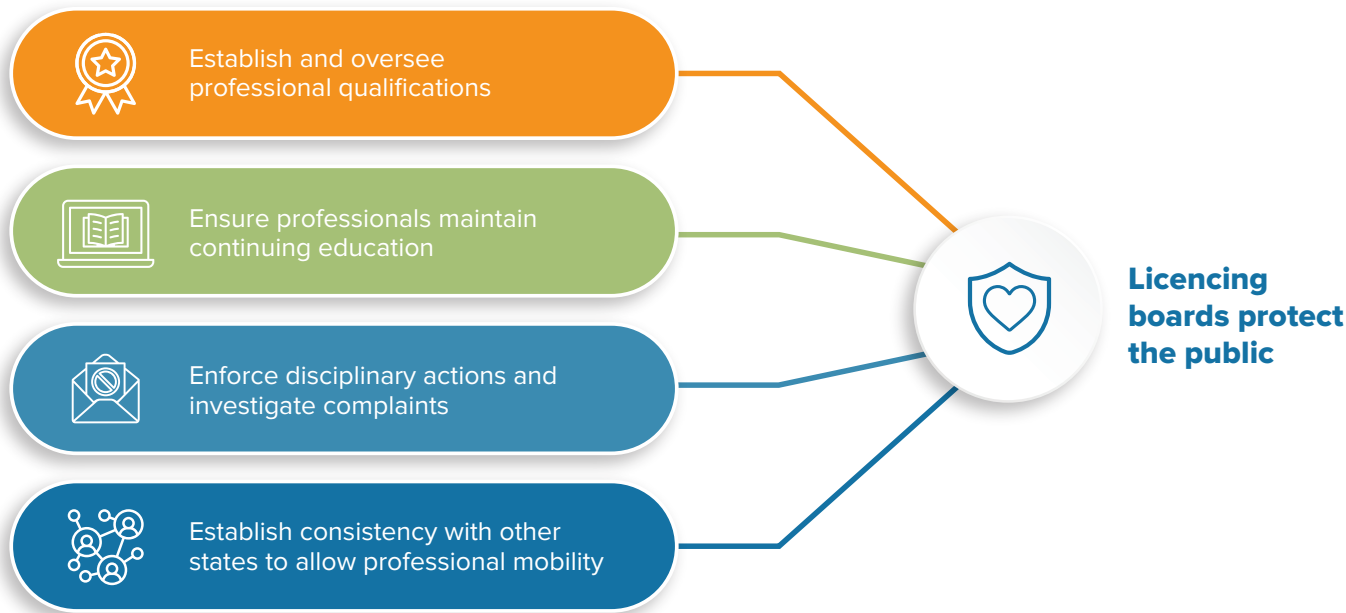 Establish and oversee
professional qualifications
Ensure professionals maintain
continuing education
Enforce disciplinary actions and
investigate complaints
Establish consistency with other
states to allow professional mobility
Licencing
boards protect
the public